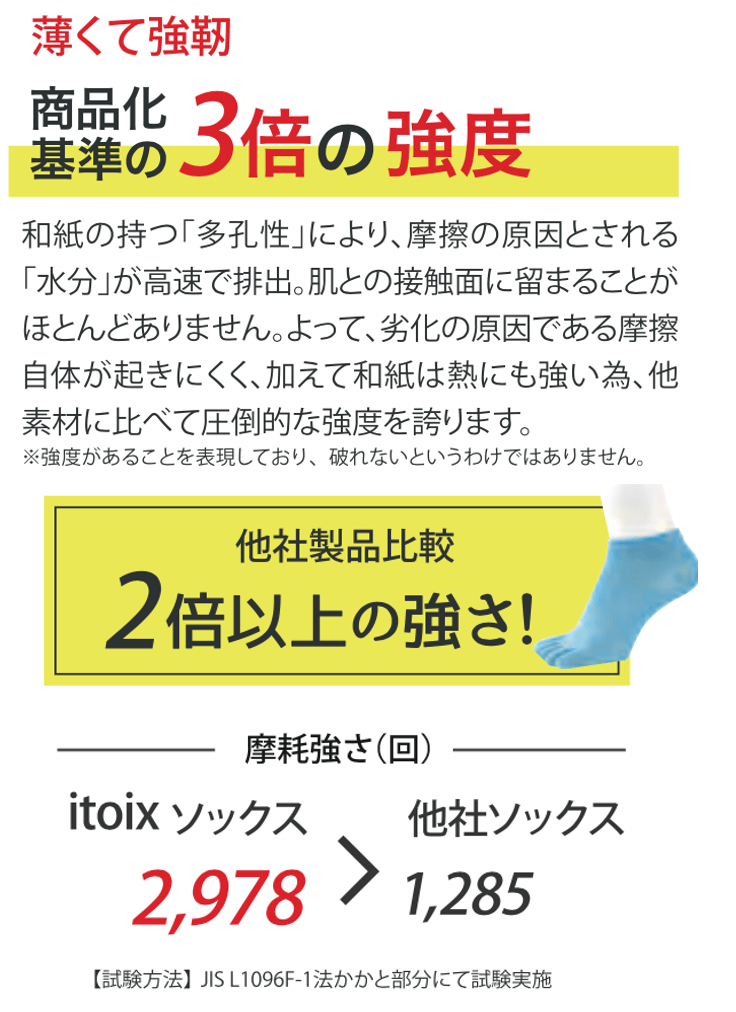 薄くて強靭
商品化
基準の3倍の強度
和紙の持つ「多孔性」により、摩擦の原因とされる
「水分」が高速で排出。肌との接触面に留まることが
ほとんどありません。よって、劣化の原因である摩擦
自体が起きにくく、加えて和紙は熱にも強い為、他
素材に比べて圧倒的な強度を誇ります。
※強度があることを表現しており、破れないというわけではありません。
他社製品比較
2倍以上の強さ!
摩耗強さ(回)
itoix ソックス
他社ソックス
2,978 > 1,285
【試験方法】JIS L1096F-1法かかと部分にて試験実施